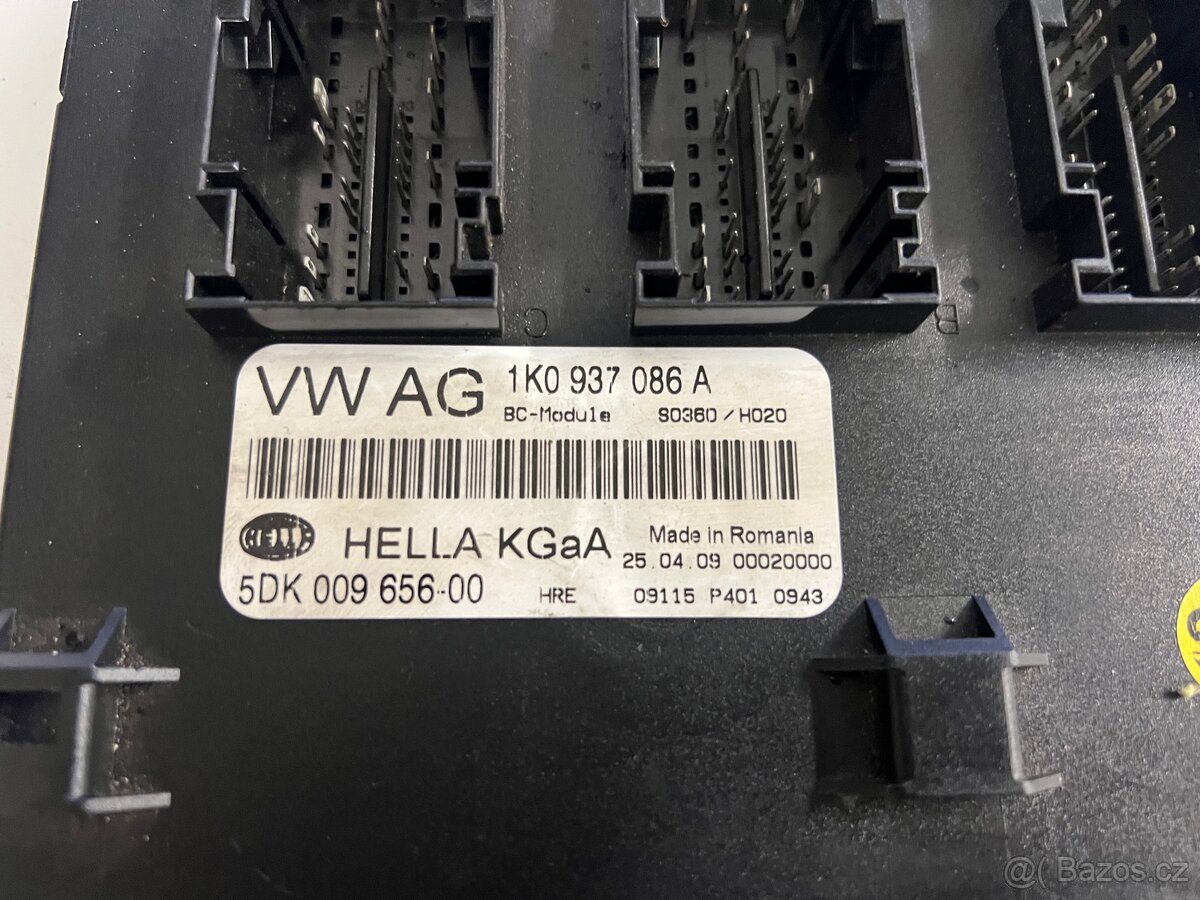 C
B
VW AG 1K0 937 086 A
BC-Module S0360 / H020
HELLA HELLA KGaA Made in Romania
25.04.09 00020000
5DK 009 656-00 HRE 09115 P401 0943
@( Bazos.cz